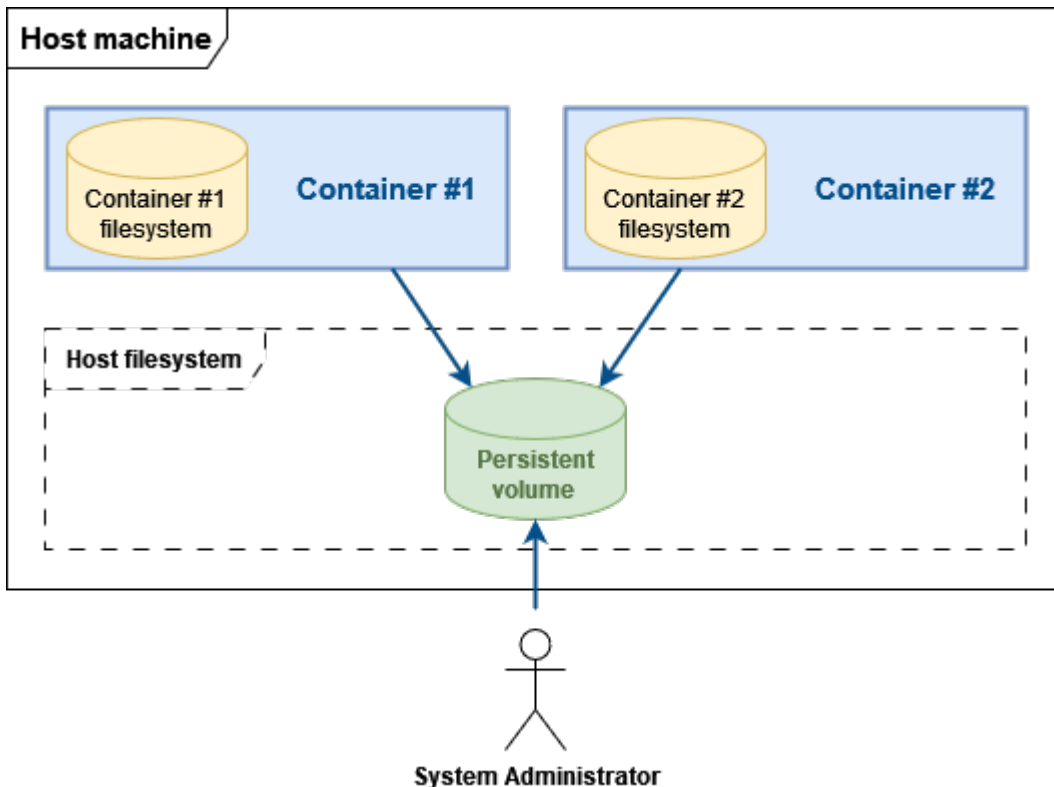 Host machine
Container #1
filesystem
Container #1
Container #2
filesystem
Container #2
Host filesystem
Persistent
volume
System Administrator